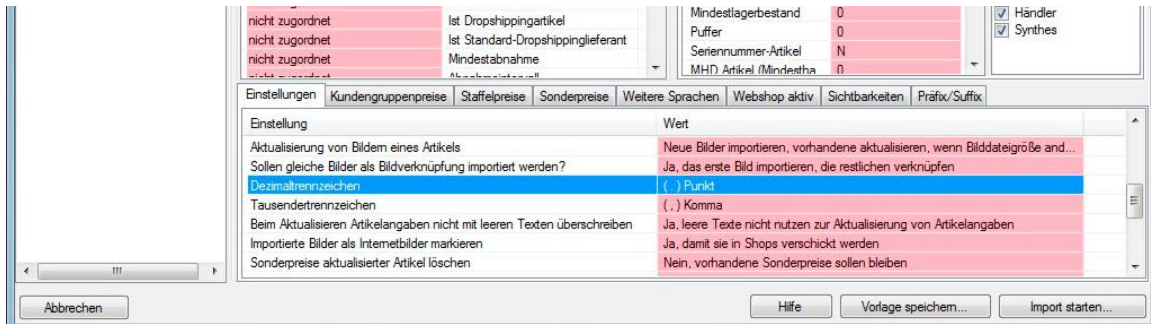 nicht zugordnet Ist Dropshippingartikel
nicht zugordnet Ist Standard-Dropshippinglieferant
nicht zugordnet Mindestabnahme
Mindestlagerbestand 0
Puffer 0
Seriennummer-Artikel N
MHD Artikel (Mindestha 0
Händler
Synthes
Einstellungen Kundengruppenpreise Staffelpreise Sonderpreise Weitere Sprachen Webshop aktiv Sichtbarkeiten Präfix/Suffix
Einstellung Wert
Aktualisierung von Bildern eines Artikels Neue Bilder importieren, vorhandene aktualisieren, wenn Bilddateigröße and...
Sollen gleiche Bilder als Bildverknüpfung importiert werden? Ja, das erste Bild importieren, die restlichen verknüpfen
Dezimaltrennzeichen ( . ) Punkt
Tausendertrennzeichen ( , ) Komma
Beim Aktualisieren Artikelangaben nicht mit leeren Texten überschreiben Ja, leere Texte nicht nutzen zur Aktualisierung von Artikelangaben
Importierte Bilder als Internetbilder markieren Ja, damit sie in Shops verschickt werden
Sonderpreise aktualisierter Artikel löschen Nein, vorhandene Sonderpreise sollen bleiben
Abbrechen Hilfe Vorlage speichern... Import starten...